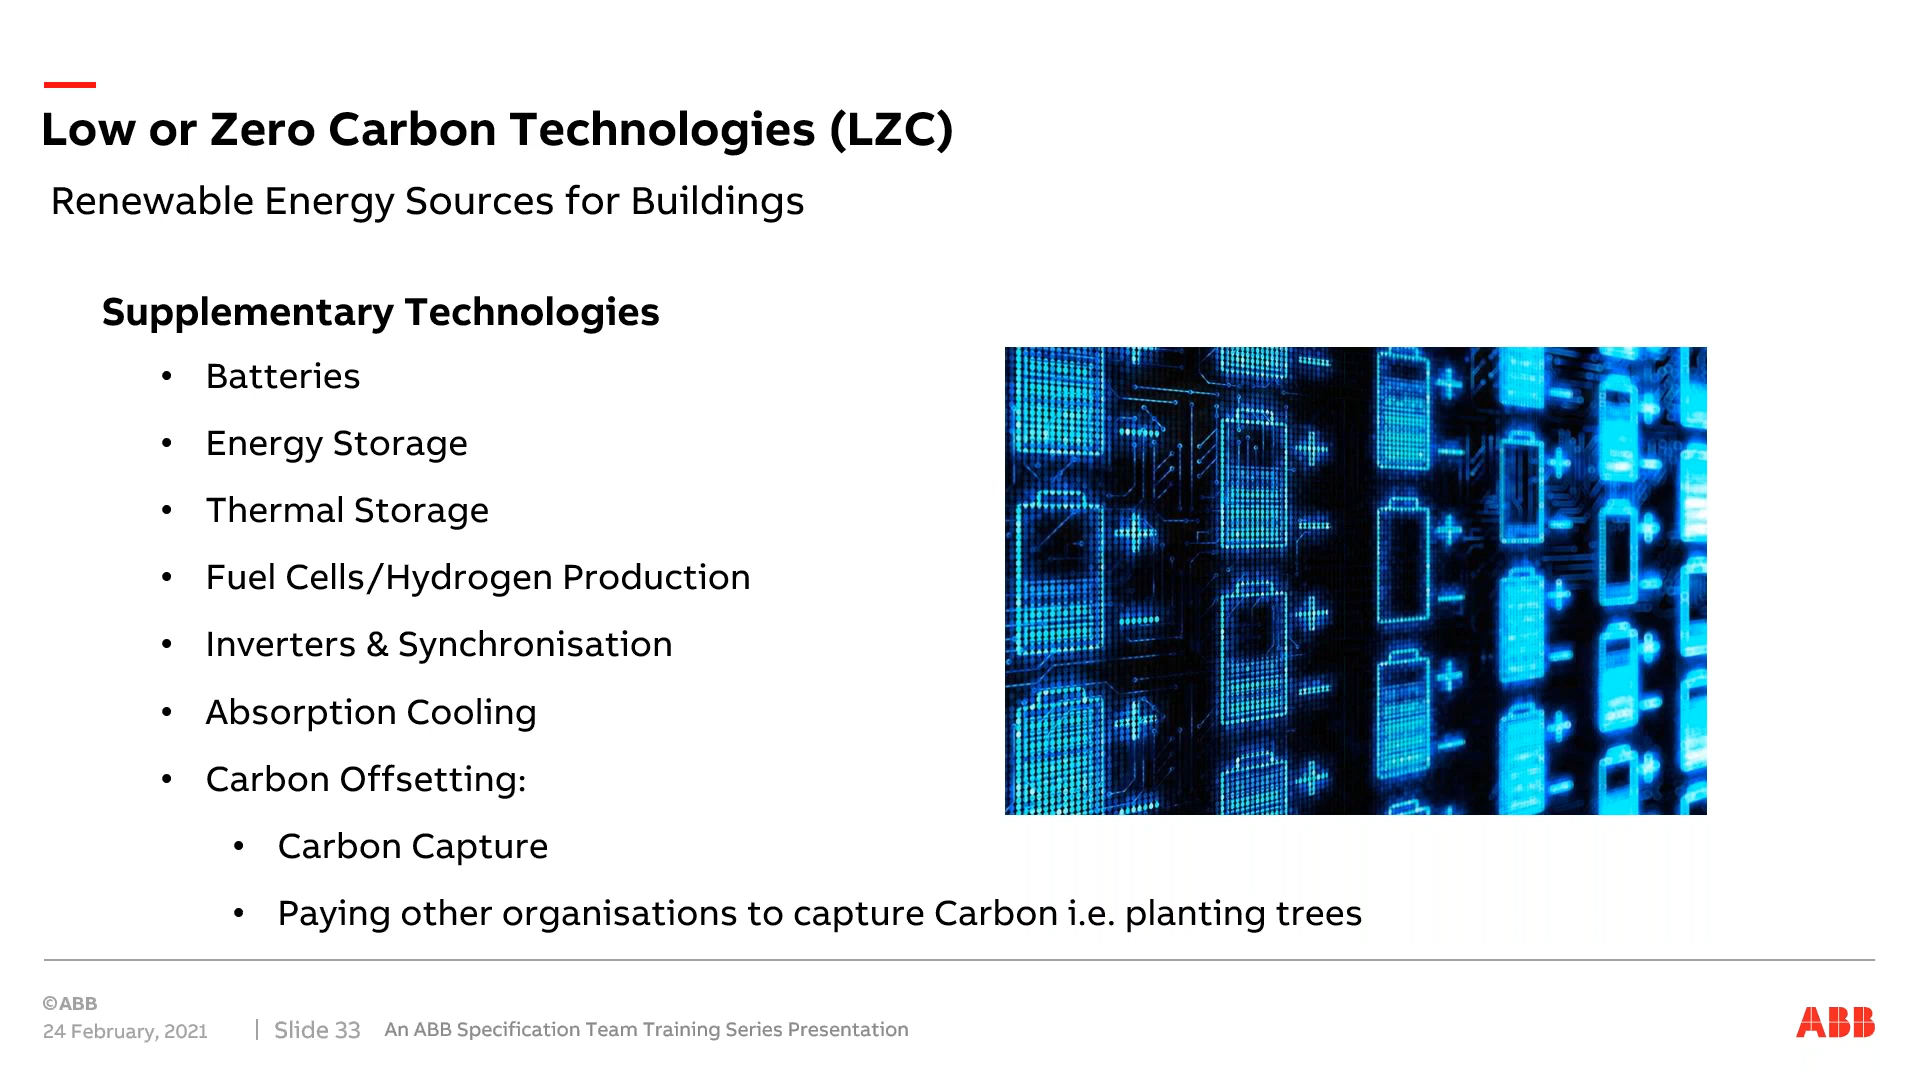 Low or Zero Carbon Technologies (LZC)
Renewable Energy Sources for Buildings
Supplementary Technologies
• Batteries
• Energy Storage
• Thermal Storage
• Fuel Cells/Hydrogen Production
• Inverters & Synchronisation
• Absorption Cooling
• Carbon Offsetting:
• Carbon Capture
• Paying other organisations to capture Carbon i.e. planting trees
©ABB
24 February, 2021 | Slide 33 An ABB Specification Team Training Series Presentation
ABB